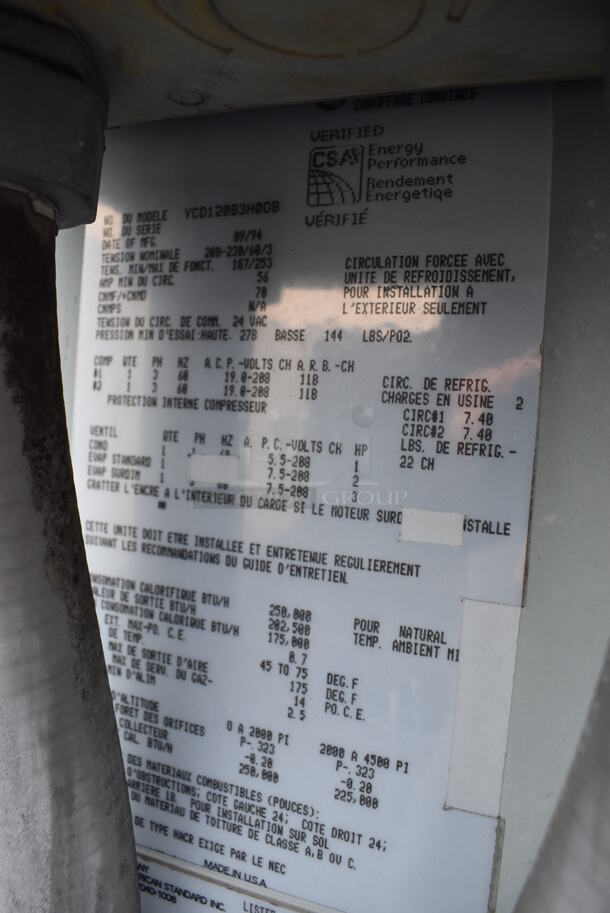 CHAUFFAGE COMBINES
VERIFIED
CSA Energy
Performance
Rendement
Energetiqe
VÉRIFIÉ
NO. DU MODELE YCD120B3H0DB
NO. DU SERIE
DATE OF MFG. 09/94
TENSION NOMINALE 208-230/60/3
TENS. MIN/MAX DE FONCT. 187/253
AMP MIN DU CIRC. 56
CNMF/+CNMD 70
CNMPS N/A
TENSION DU CIRC. DE COMM. 24 VAC
PRESSION MIN D'ESSAI:HAUTE. 278 BASSE 144 LBS/PO2.
CIRCULATION FORCEE AVEC
UNITE DE REFROIDISSEMENT,
POUR INSTALLATION A
L'EXTERIEUR SEULEMENT
COMP QTE PH HZ A.C.P.-VOLTS CH A.R.B.-CH
#1 1 3 60 19.0-208 118
#2 1 3 60 19.0-208 118
PROTECTION INTERNE COMPRESSEUR
CIRC. DE REFRIG. 2
CHARGES EN USINE
CIRC#1 7.40
CIRC#2 7.40
LBS. DE REFRIG.-
22 CH
VENTIL QTE PH HZ A.P.C.-VOLTS CH HP
COND 1 5.5-208 1
EVAP STANDARD 1 7.5-208 2
EVAP SURDIM 1 7.5-208
GRATTER L'ENCRE A L'INTERIEUR DU CARGE SI LE MOTEUR SURD
CETTE UNITE DOIT ETRE INSTALLEE ET ENTRETENUE REGULIEREMENT
SUIVANT LES RECOMMANDATIONS DU GUIDE D'ENTRETIEN.
CONSOMATION CALORIFIQUE BTU/H 250,000
VALEUR DE SORTIE BTU/H 202,500
CONSOMATION CALORIQUE BTU/H 175,000
EXT. MAX-PO. C.E. 0.7
DE TEMP. 45 TO 75 DEG.F
MAX DE SORTIE D'AIRE 175 DEG.F
MAX DE SERV. DU GAZ- 14 PO.C.E.
MIN D'ALIM 2.5
POUR NATURAL
TEMP. AMBIENT MI
D'ALTITUDE 0 A 2000 PI 2000 A 4500 PI
FORET DES ORIFICES P-.323 P-.323
COLLECTEUR -0.20 -0.20
CAL BTU/H 250,000 225,000
DES MATERIAUX COMBUSTIBLES (POUCES):
D'OBSTRUCTIONS; COTE GAUCHE 24; COTE DROIT 24;
ARRIERE 18. POUR INSTALLATION SUR SOL
DU MATERIAU DE TOITURE DE CLASSE A,B OV C.
DE TYPE HACR EXIGE PAR LE NEC
MADE IN U.S.A.
RICAN STANDARD INC.
GROUP